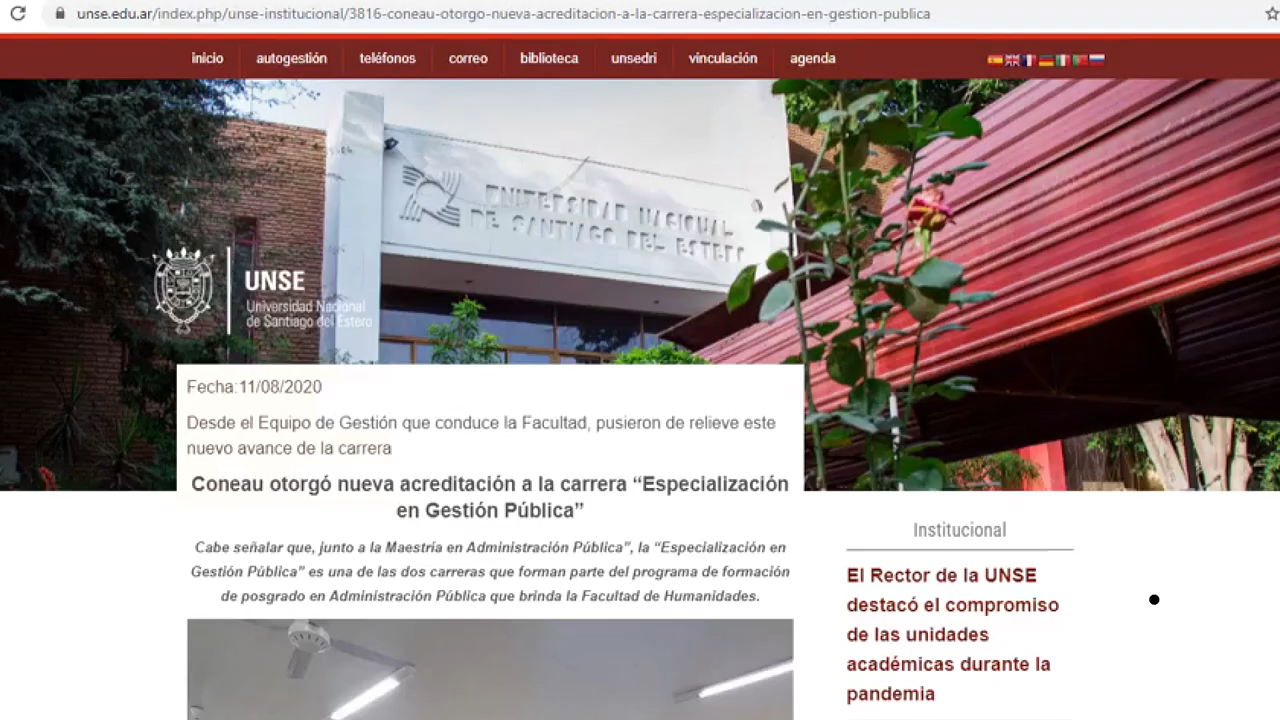 unse.edu.ar/index.php/unse-institucional/3816-coneau-otorgo-nueva-acreditacion-a-la-carrera-especializacion-en-gestion-publica
inicio autogestión teléfonos correo biblioteca unsedri vinculación agenda
UNIVERSIDAD NACIONAL
DE SANTIAGO DEL ESTERO
UNSE
Universidad Nacional
de Santiago del Estero
Fecha:11/08/2020
Desde el Equipo de Gestión que conduce la Facultad, pusieron de relieve este
nuevo avance de la carrera
Coneau otorgó nueva acreditación a la carrera “Especialización
en Gestión Pública”
Cabe señalar que, junto a la Maestría en Administración Pública”, la “Especialización en
Gestión Pública” es una de las dos carreras que forman parte del programa de formación
de posgrado en Administración Pública que brinda la Facultad de Humanidades.
Institucional
El Rector de la UNSE
destacó el compromiso
de las unidades
académicas durante la
pandemia